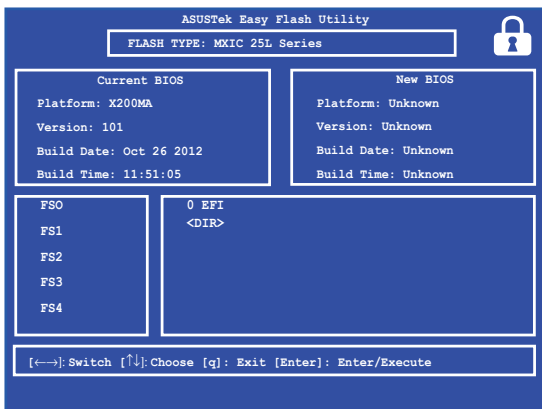 ASUSTek Easy Flash Utility
FLASH TYPE: MXIC 25L Series
Current BIOS
Platform: X200MA
Version: 101
Build Date: Oct 26 2012
Build Time: 11:51:05
New BIOS
Platform: Unknown
Version: Unknown
Build Date: Unknown
Build Time: Unknown
FSO
FS1
FS2
FS3
FS4
0 EFI
<DIR>
[←→]: Switch [↑↓]: Choose [q]: Exit [Enter]: Enter/Execute